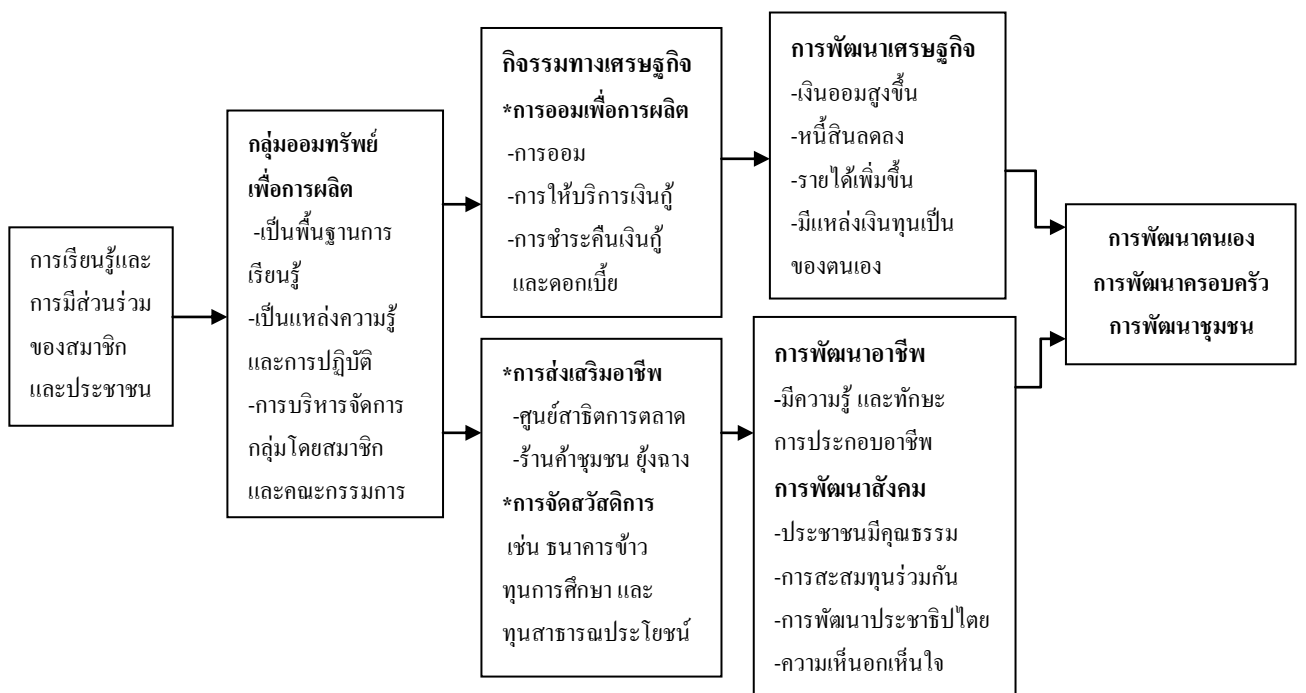 การเรียนรู้และ
การมีส่วนร่วม
ของสมาชิก
และประชาชน
กลุ่มออมทรัพย์
เพื่อการผลิต
-เป็นพื้นฐานการ
เรียนรู้
-เป็นแหล่งความรู้
และการปฏิบัติ
-การบริหารจัดการ
กลุ่มโดยสมาชิก
และคณะกรรมการ
กิจรรมทางเศรษฐกิจ
*การออมเพื่อการผลิต
-การออม
-การให้บริการเงินกู้
-การชำระคืนเงินกู้
และดอกเบี้ย
*การส่งเสริมอาชีพ
-ศูนย์สาธิตการตลาด
-ร้านค้าชุมชน ยุ้งฉาง
*การจัดสวัสดิการ
เช่น ธนาคารข้าว
ทุนการศึกษา และ
ทุนสาธารณประโยชน์
การพัฒนาเศรษฐกิจ
-เงินออมสูงขึ้น
-หนี้สินลดลง
-รายได้เพิ่มขึ้น
-มีแหล่งเงินทุนเป็น
ของตนเอง
การพัฒนาอาชีพ
-มีความรู้ และทักษะ
การประกอบอาชีพ
การพัฒนาสังคม
-ประชาชนมีคุณธรรม
-การสะสมทุนร่วมกัน
-การพัฒนาประชาธิปไตย
-ความเห็นอกเห็นใจ
การพัฒนาตนเอง
การพัฒนาครอบครัว
การพัฒนาชุมชน